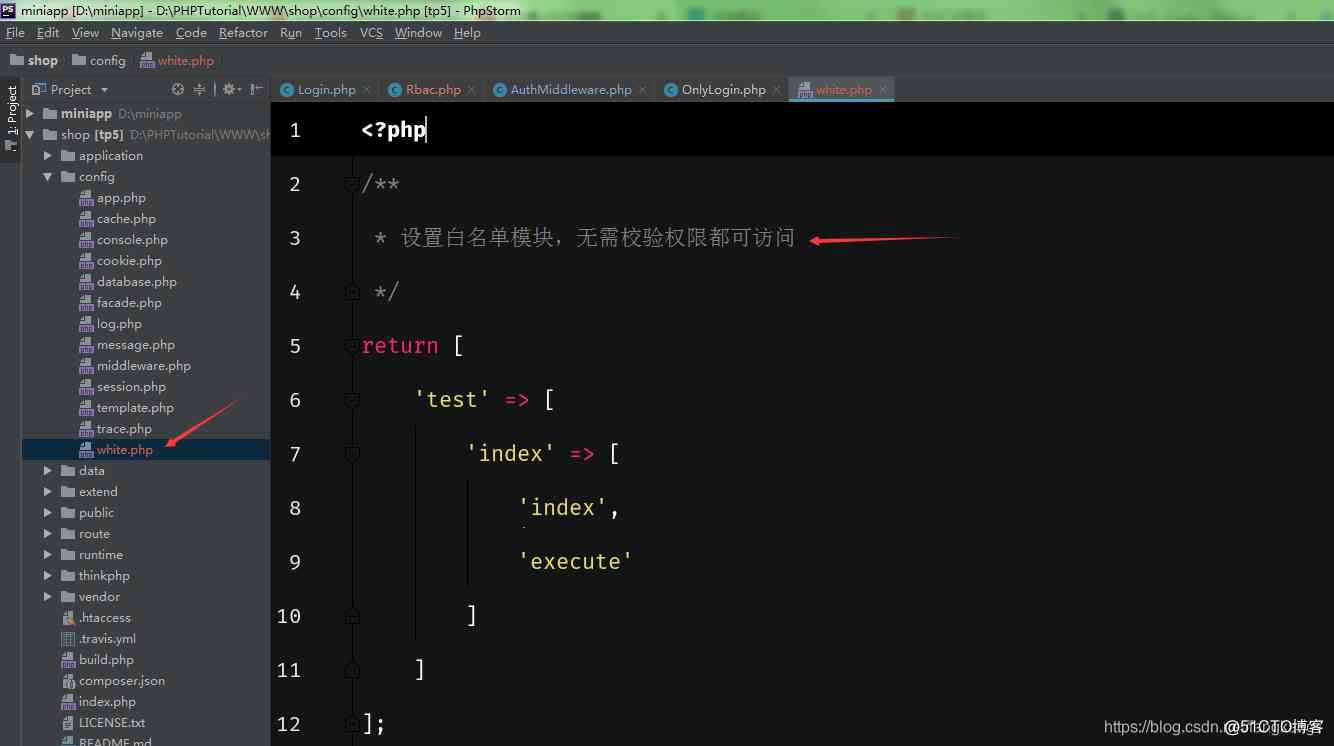 miniapp [D:\miniapp] - D:\PHPTutorial\WWW\shop\config\white.php [tp5] - PhpStorm
File Edit View Navigate Code Refactor Run Tools VCS Window Help
shop config white.php
1: Project
Project
Login.php Rbac.php AuthMiddleware.php OnlyLogin.php white.php
miniapp D:\miniapp
shop [tp5] D:\PHPTutorial\WWW\sh
application
config
app.php
cache.php
console.php
cookie.php
database.php
facade.php
log.php
message.php
middleware.php
session.php
template.php
trace.php
white.php
data
extend
public
route
runtime
thinkphp
vendor
.htaccess
.travis.yml
build.php
composer.json
index.php
LICENSE.txt
README.md
1 <?php
2 /**
3 * 设置白名单模块，无需校验权限都可访问
4 */
5 return [
6 'test' => [
7 'index' => [
8 'index',
9 'execute'
10 ]
11 ]
12 ];
https://blog.csdn.n
@51CTO博客